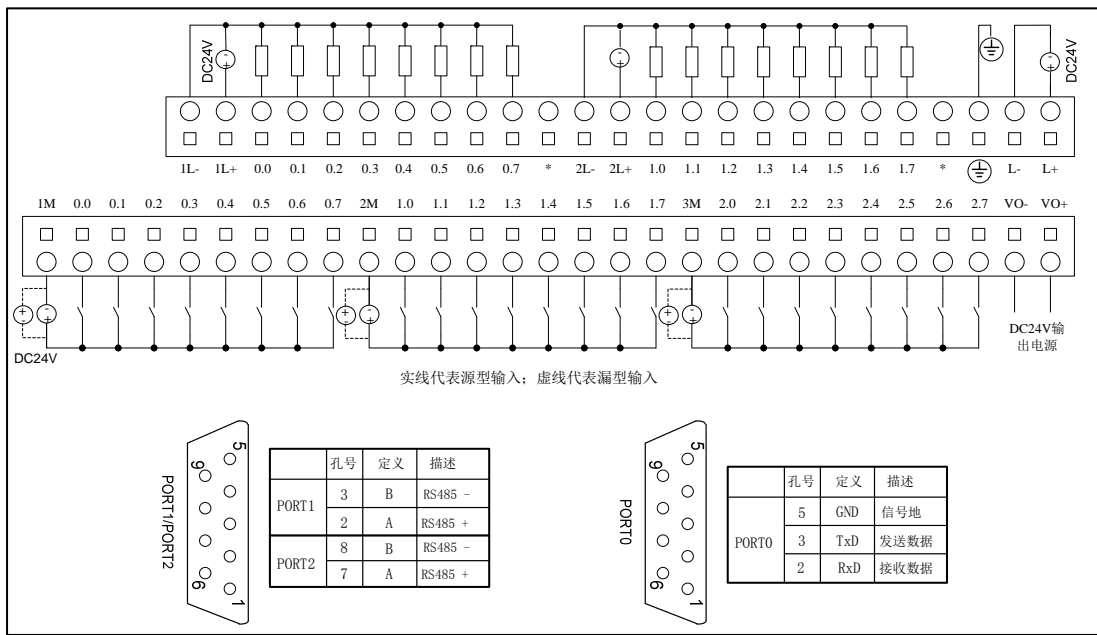 DC24V
DC24V
1L- 1L+ 0.0 0.1 0.2 0.3 0.4 0.5 0.6 0.7 * 2L- 2L+ 1.0 1.1 1.2 1.3 1.4 1.5 1.6 1.7 * L- L+
1M 0.0 0.1 0.2 0.3 0.4 0.5 0.6 0.7 2M 1.0 1.1 1.2 1.3 1.4 1.5 1.6 1.7 3M 2.0 2.1 2.2 2.3 2.4 2.5 2.6 2.7 VO- VO+
DC24V
DC24V输
出电源
实线代表源型输入；虚线代表漏型输入
PORT1/PORT2
5
9
6
1
孔号 定义 描述
PORT1
3 B RS485 -
2 A RS485 +
PORT2
8 B RS485 -
7 A RS485 +
PORT0
5
9
6
1
孔号 定义 描述
PORT0
5 GND 信号地
3 TxD 发送数据
2 RxD 接收数据